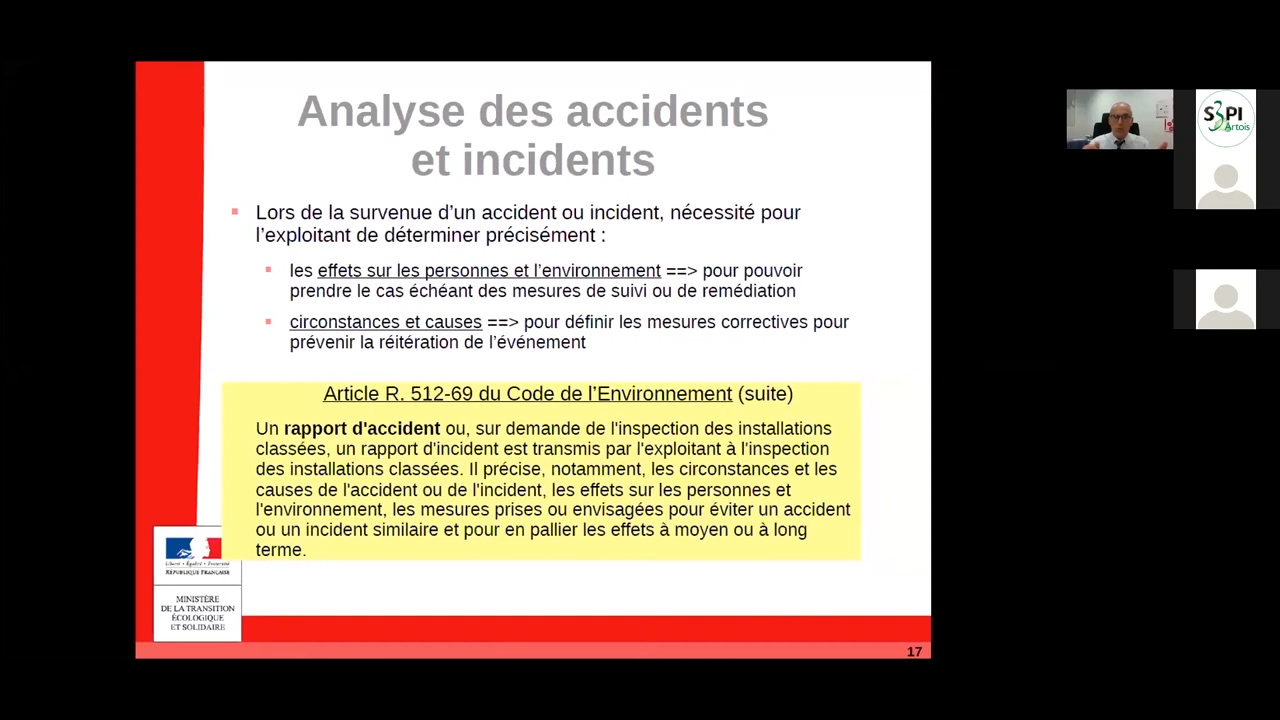 Analyse des accidents
et incidents
Lors de la survenue d’un accident ou incident, nécessité pour
l’exploitant de déterminer précisément :
les effets sur les personnes et l’environnement ==> pour pouvoir
prendre le cas échéant des mesures de suivi ou de remédiation
circonstances et causes ==> pour définir les mesures correctives pour
prévenir la réitération de l’événement
Article R. 512-69 du Code de l’Environnement (suite)
Un rapport d'accident ou, sur demande de l'inspection des installations
classées, un rapport d'incident est transmis par l'exploitant à l'inspection
des installations classées. Il précise, notamment, les circonstances et les
causes de l'accident ou de l'incident, les effets sur les personnes et
l'environnement, les mesures prises ou envisagées pour éviter un accident
ou un incident similaire et pour en pallier les effets à moyen ou à long
terme.
Liberté • Égalité • Fraternité
RÉPUBLIQUE FRANÇAISE
MINISTÈRE
DE LA TRANSITION
ÉCOLOGIQUE
ET SOLIDAIRE
17
S3PI
Artois